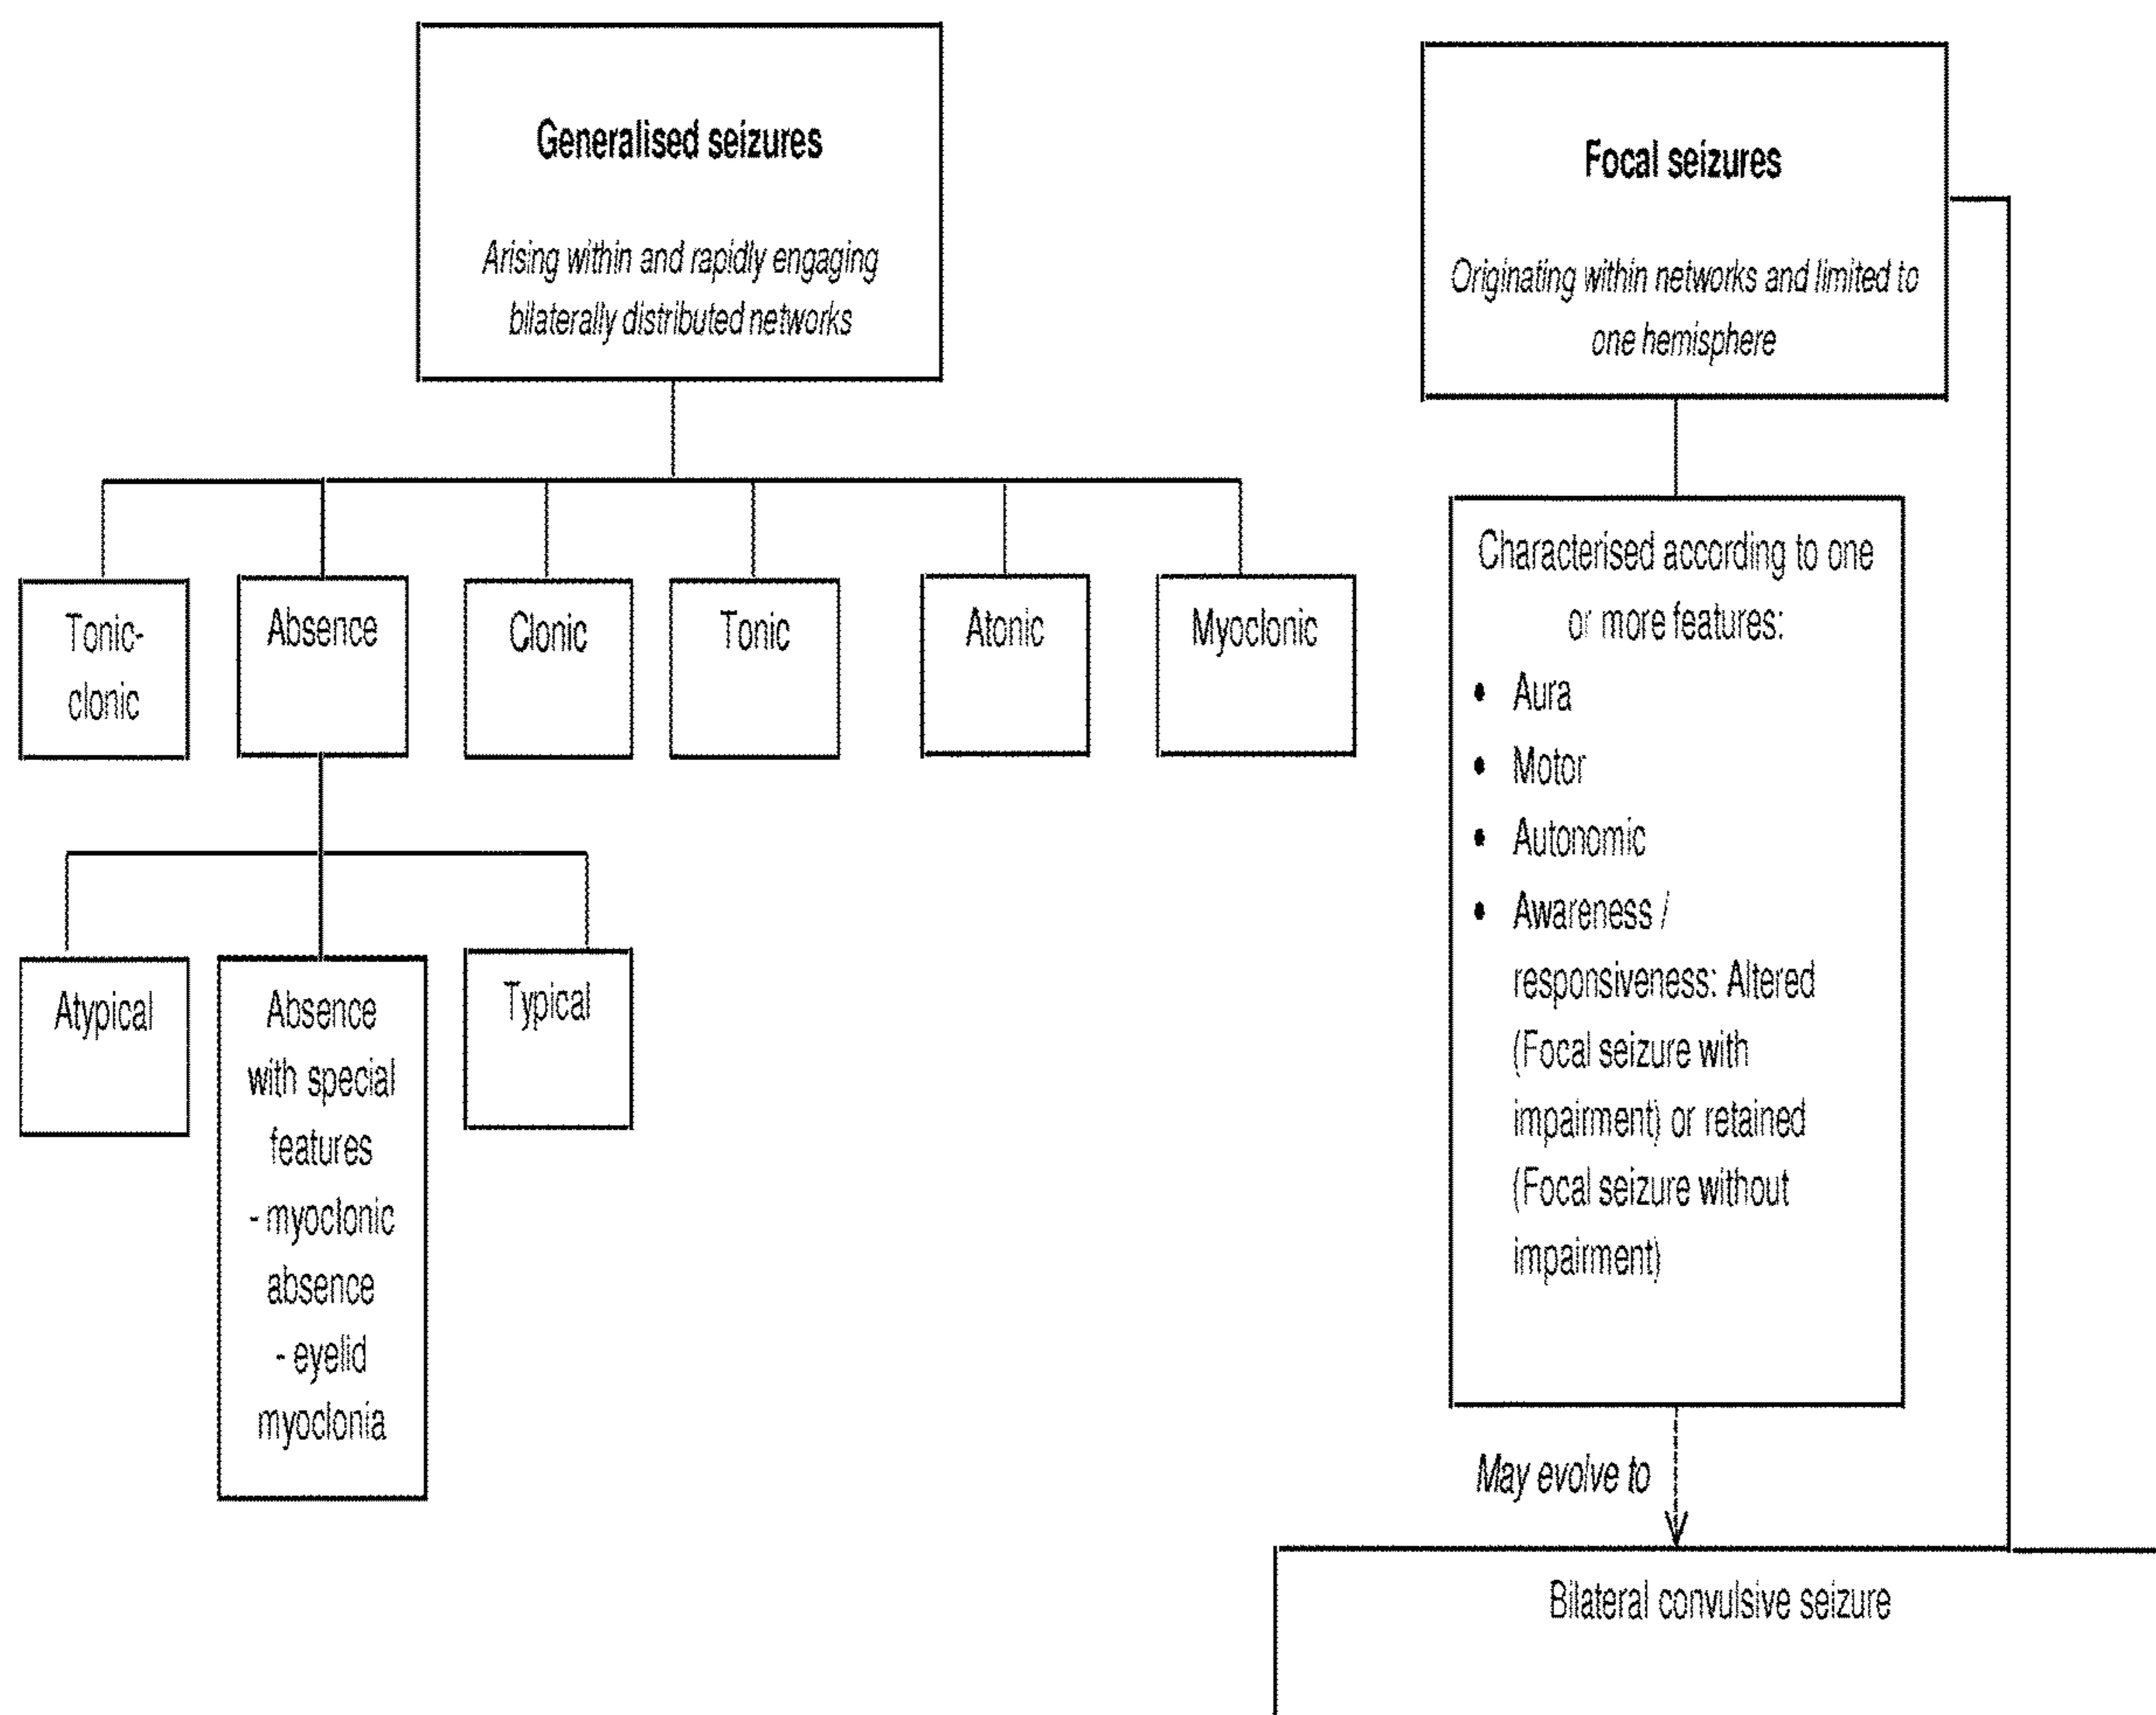 Generalised seizures
Arising within and rapidly engaging
bilaterally distributed networks
Tonic-
clonic
Absence
Clonic
Tonic
Atonic
Myoclonic
Atypical
Absence
with special
features
- myoclonic
absence
- eyelid
myoclonia
Typical
Focal seizures
Originating within networks and limited to
one hemisphere
Characterised according to one
or more features:
• Aura
• Motor
• Autonomic
• Awareness /
responsiveness: Altered
(Focal seizure with
impairment) or retained
(Focal seizure without
impairment)
May evolve to
Bilateral convulsive seizure